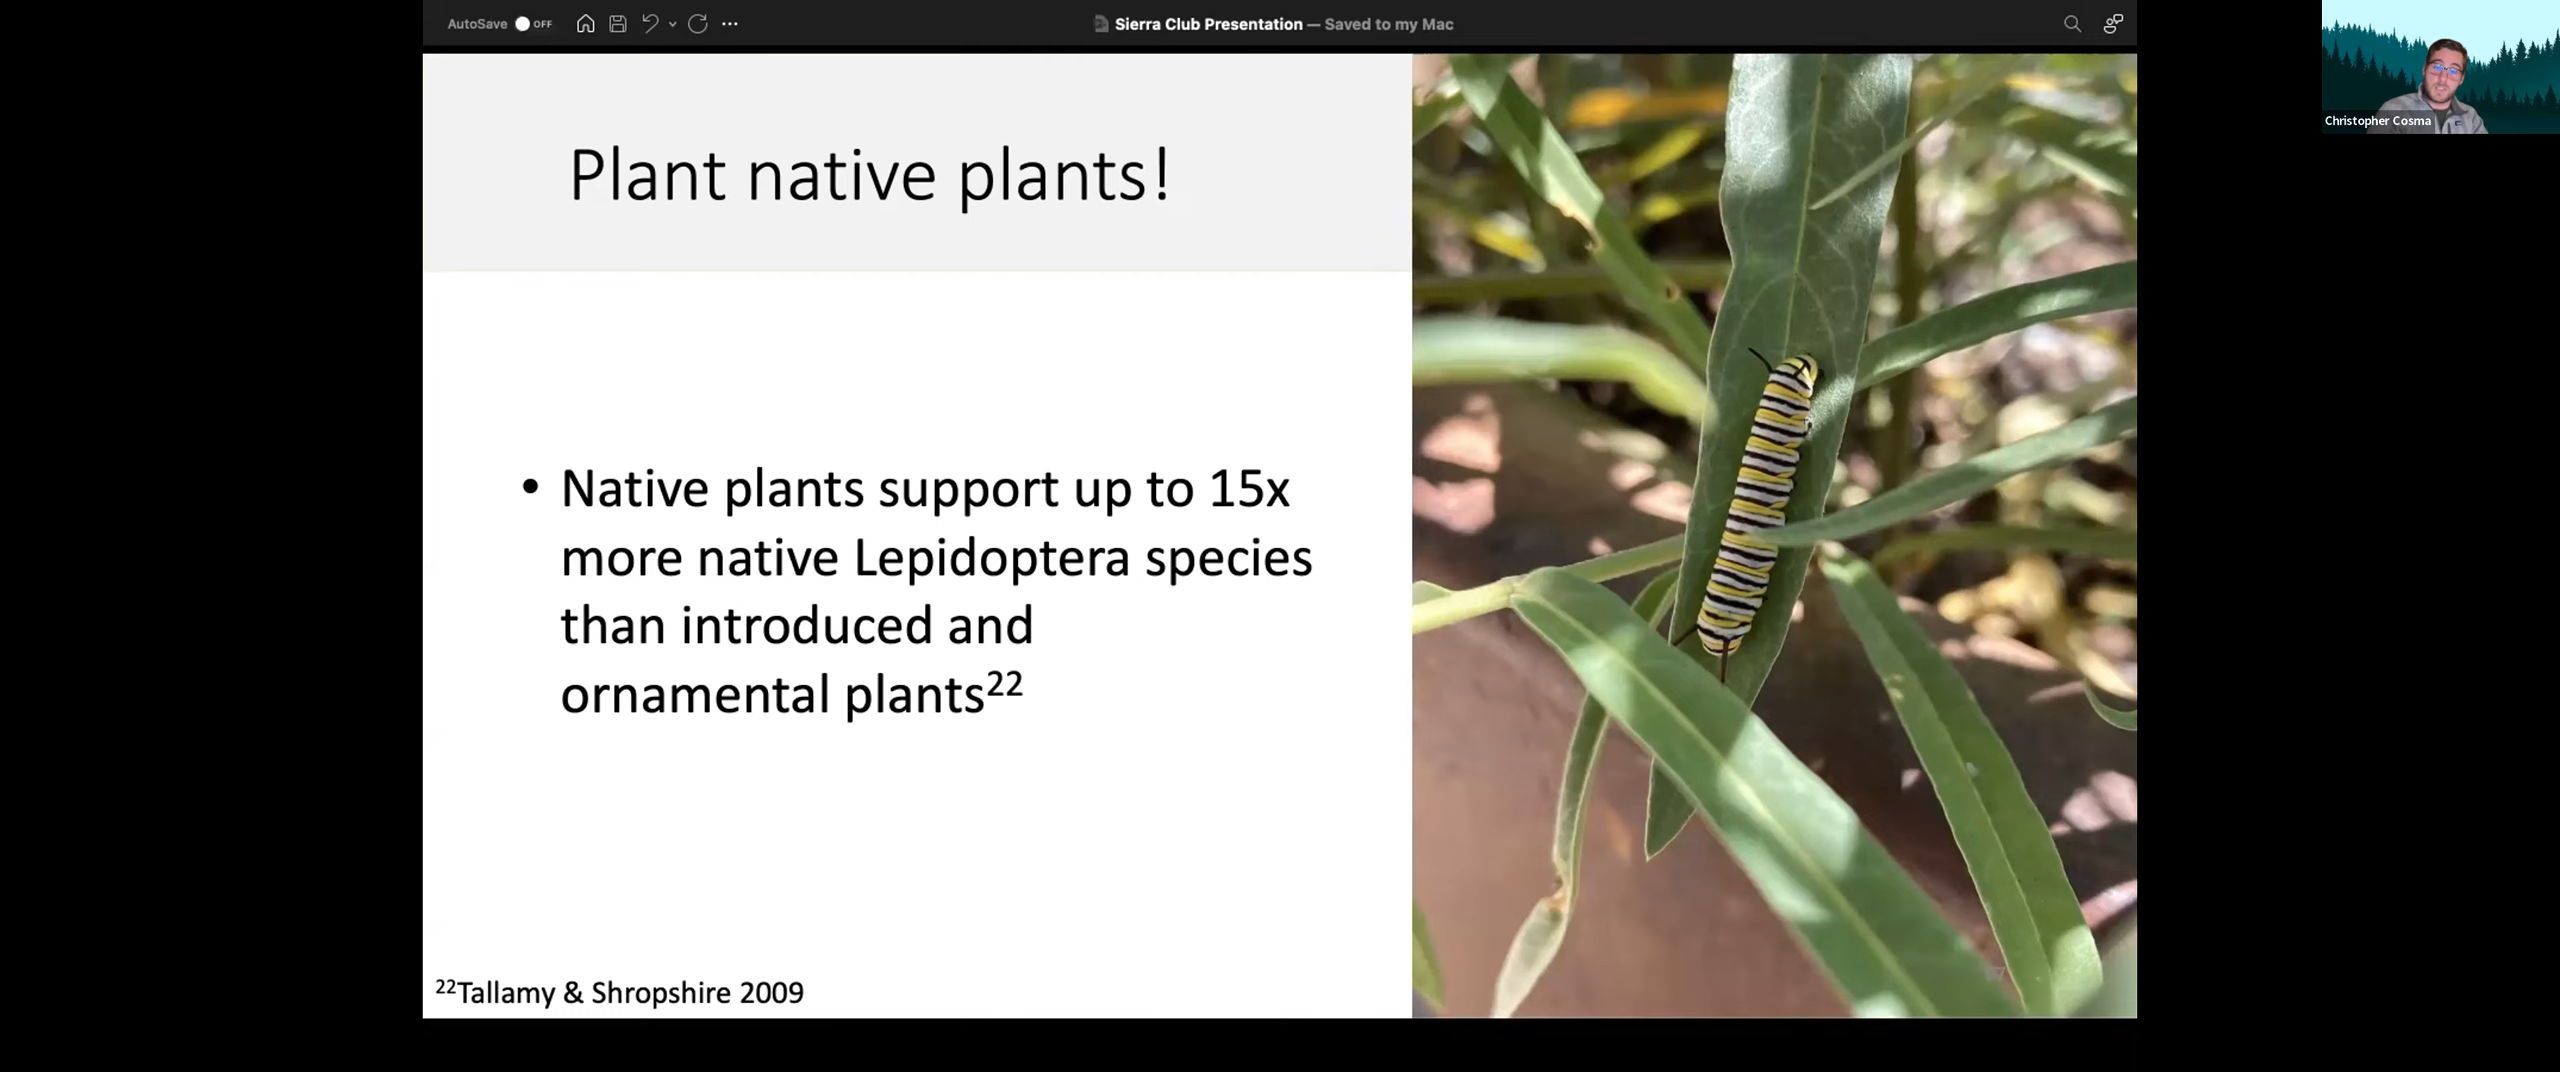 AutoSave OFF
Sierra Club Presentation — Saved to my Mac
Christopher Cosma
Plant native plants!
• Native plants support up to 15x
more native Lepidoptera species
than introduced and
ornamental plants²²
²²Tallamy & Shropshire 2009